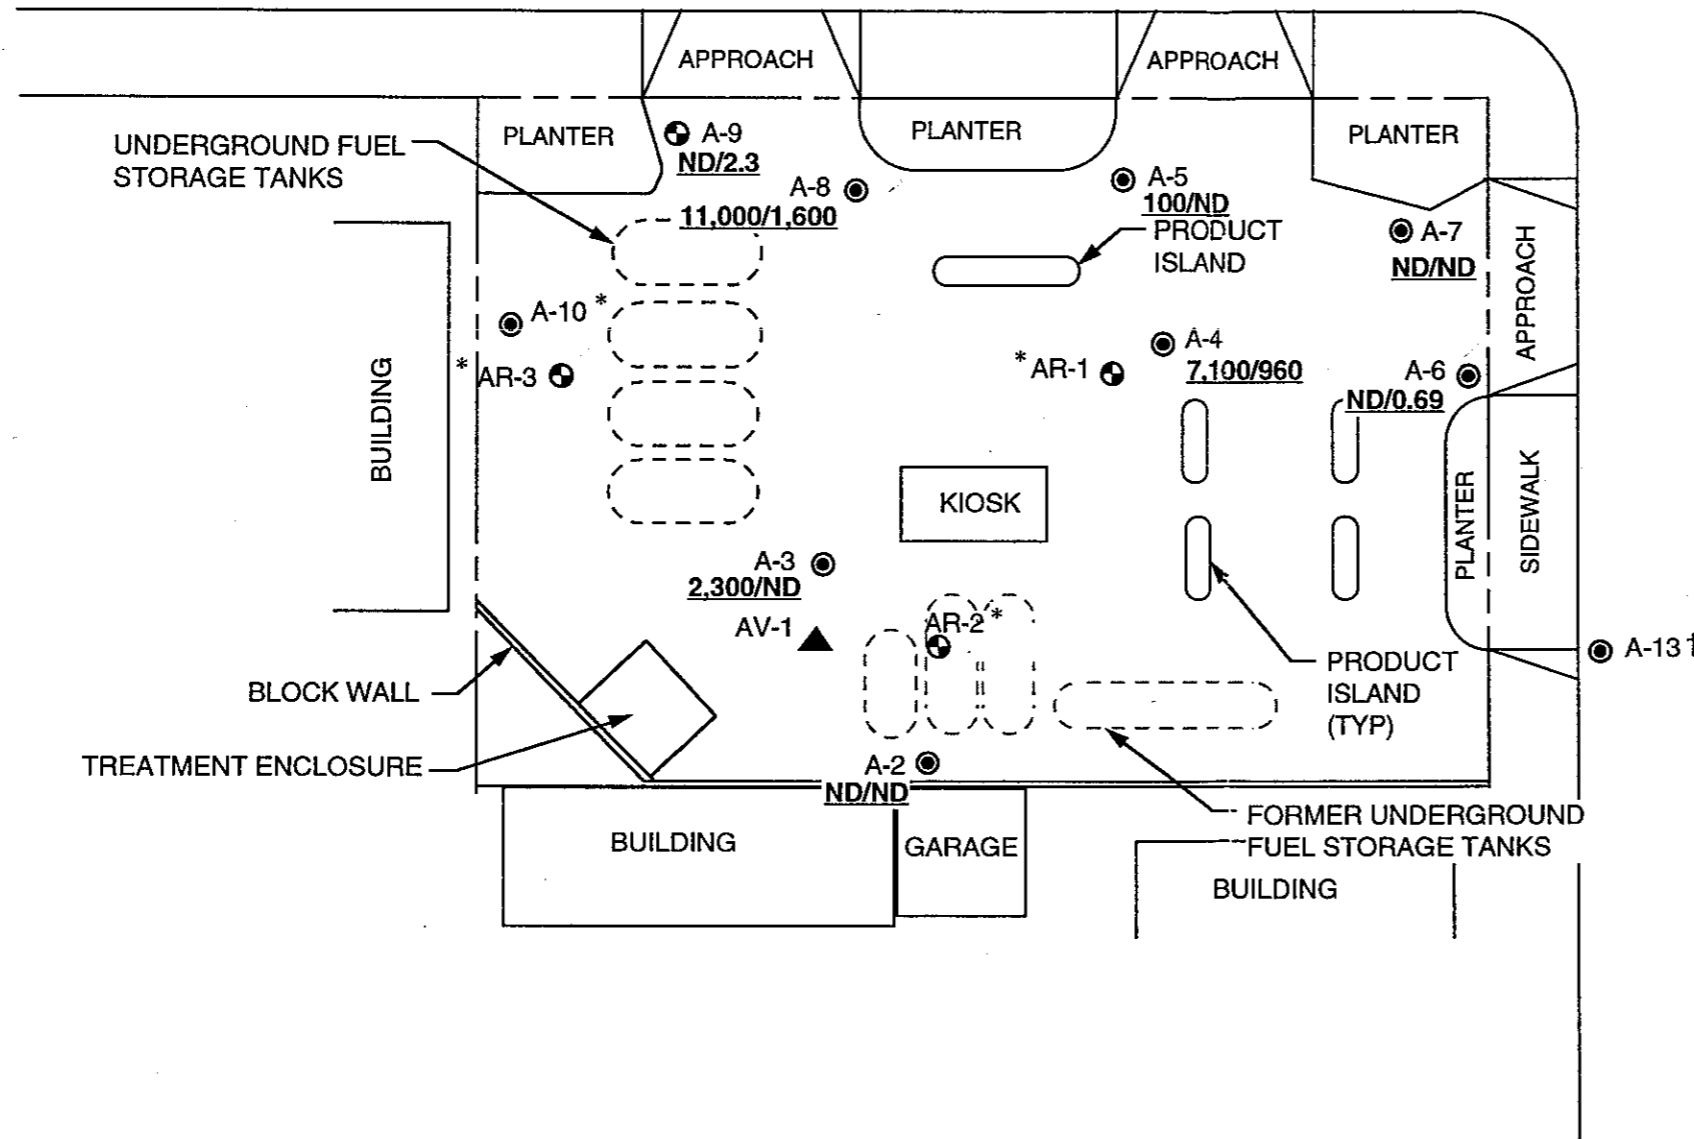 APPROACH
APPROACH
UNDERGROUND FUEL
STORAGE TANKS
PLANTER
A-9
ND/2.3
PLANTER
PLANTER
A-8
11,000/1,600
A-5
100/ND
PRODUCT
ISLAND
A-7
ND/ND
APPROACH
A-10 *
* AR-3
BUILDING
* AR-1
A-4
7,100/960
A-6
ND/0.69
KIOSK
PLANTER
SIDEWALK
A-3
2,300/ND
AV-1
AR-2 *
A-13
BLOCK WALL
PRODUCT
ISLAND
(TYP)
TREATMENT ENCLOSURE
A-2
ND/ND
BUILDING
GARAGE
FORMER UNDERGROUND
FUEL STORAGE TANKS
BUILDING